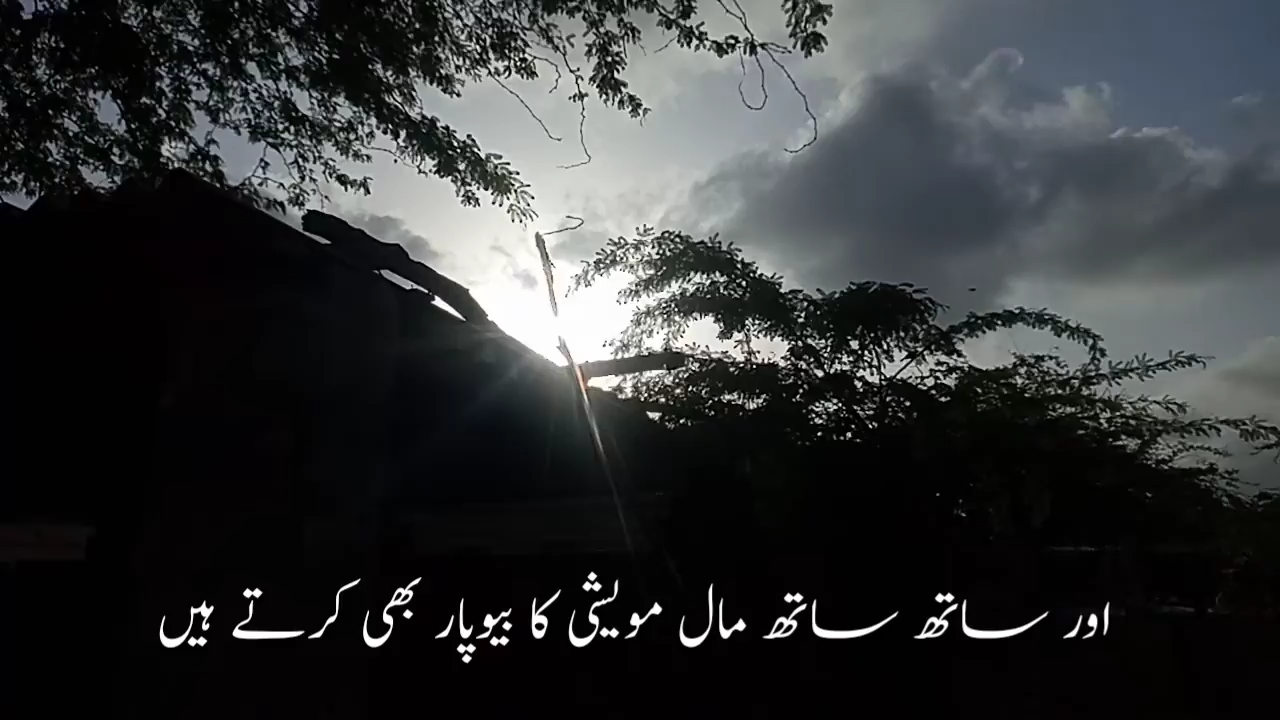 اور ساتھ ساتھ مال مویشی کا بیوپار بھی کرتے ہیں